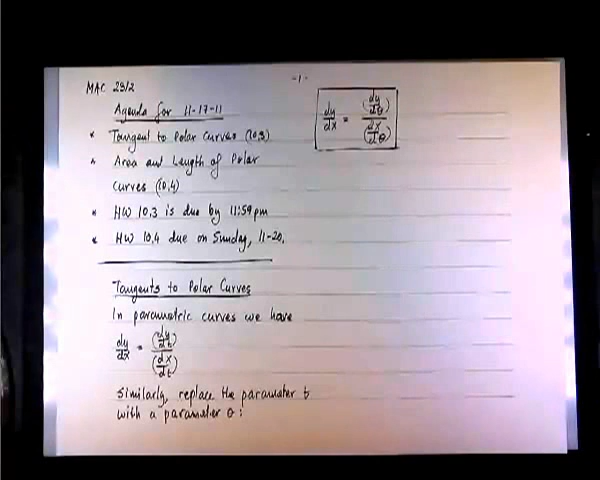 MAC 2312
-1-
Agenda for 11-17-11
* Tangent to Polar Curves (10.3)
* Area and Length of Polar
Curves (10.4)
* HW 10.3 is due by 11:59pm
* HW 10.4 due on Sunday, 11-20.
Tangents to Polar Curves
In parametric curves we have
dy/dx = (dy/dt)/(dx/dt)
Similarly, replace the parameter t
with a parameter θ:
dy/dx = (dy/dθ)/(dx/dθ)